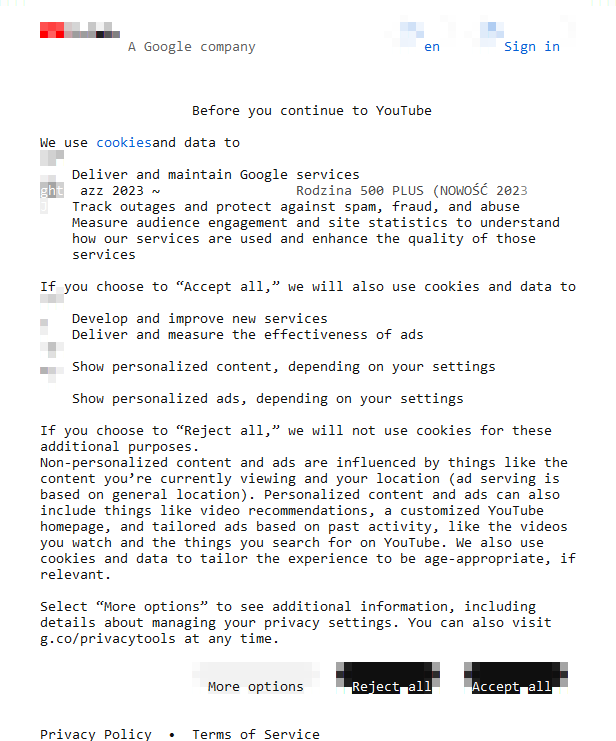 A Google company en Sign in
Before you continue to YouTube
We use cookiesand data to
Deliver and maintain Google services
ght azz 2023 ~ Rodzina 500 PLUS (NOWOŚĆ 2023
Track outages and protect against spam, fraud, and abuse
Measure audience engagement and site statistics to understand
how our services are used and enhance the quality of those
services
If you choose to “Accept all,” we will also use cookies and data to
Develop and improve new services
Deliver and measure the effectiveness of ads
Show personalized content, depending on your settings
Show personalized ads, depending on your settings
If you choose to “Reject all,” we will not use cookies for these
additional purposes.
Non-personalized content and ads are influenced by things like the
content you’re currently viewing and your location (ad serving is
based on general location). Personalized content and ads can also
include things like video recommendations, a customized YouTube
homepage, and tailored ads based on past activity, like the videos
you watch and the things you search for on YouTube. We also use
cookies and data to tailor the experience to be age-appropriate, if
relevant.
Select “More options” to see additional information, including
details about managing your privacy settings. You can also visit
g.co/privacytools at any time.
More options Reject all Accept all
Privacy Policy • Terms of Service